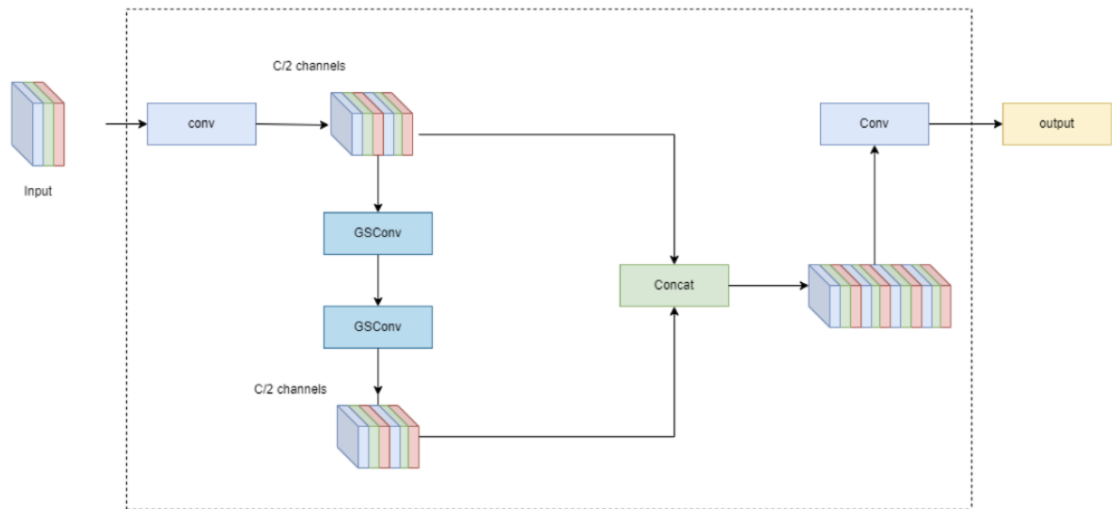 C/2 channels
conv
Conv
output
Input
GSConv
Concat
GSConv
C/2 channels